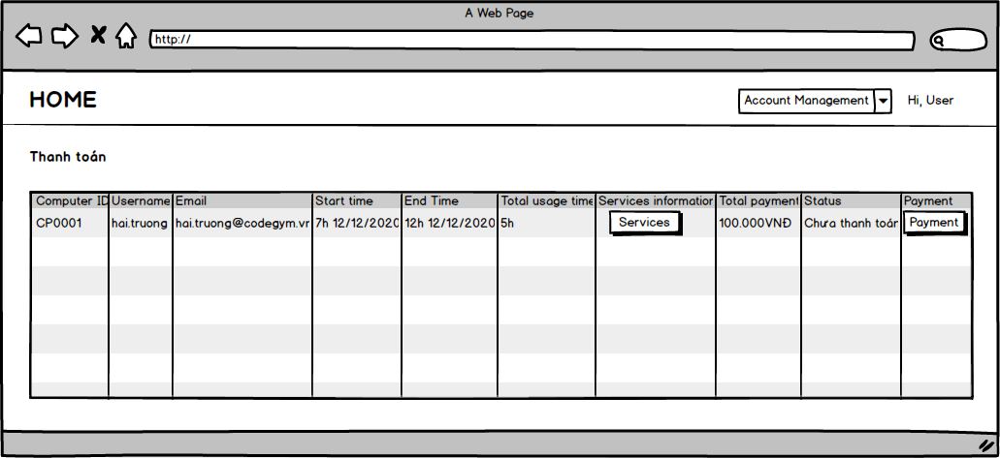 A Web Page
http://
HOME
Account Management
Hi, User
Thanh toán
Computer ID Username Email Start time End Time Total usage time Services information Total payment Status Payment
CP0001 hai.truong hai.truong@codegym.vr 7h 12/12/2020 12h 12/12/2020 5h Services 100.000VNĐ Chưa thanh toán Payment